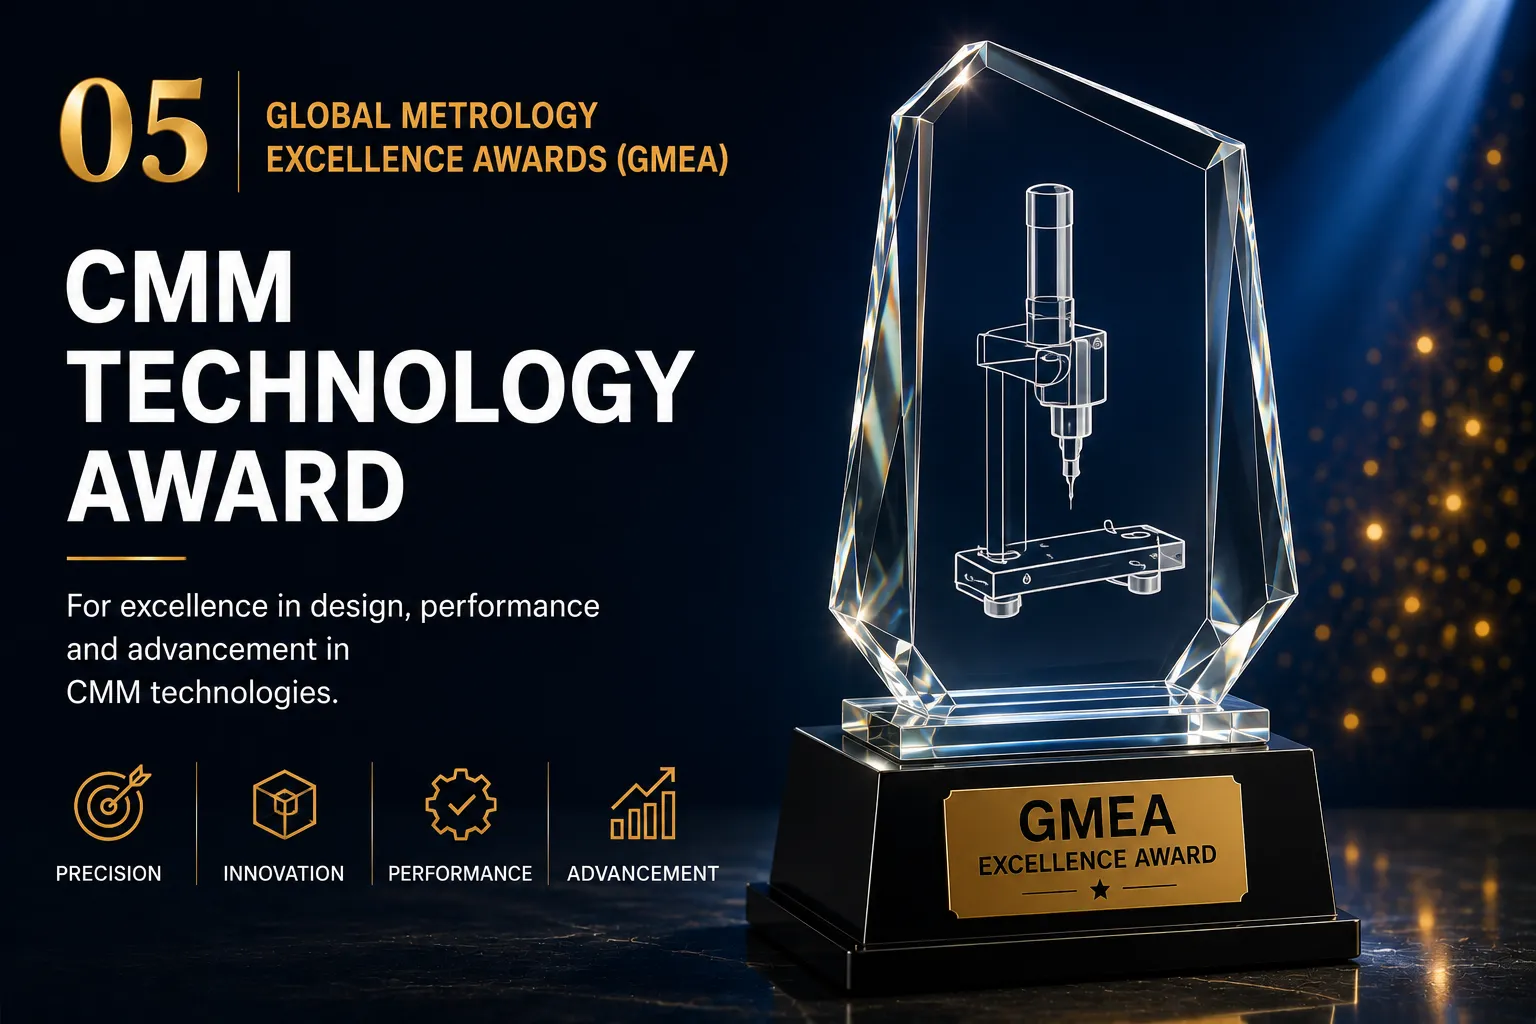 05
GLOBAL METROLOGY
EXCELLENCE AWARDS (GMEA)
CMM
TECHNOLOGY
AWARD
For excellence in design, performance
and advancement in
CMM technologies.
PRECISION
INNOVATION
PERFORMANCE
ADVANCEMENT
GMEA
EXCELLENCE AWARD